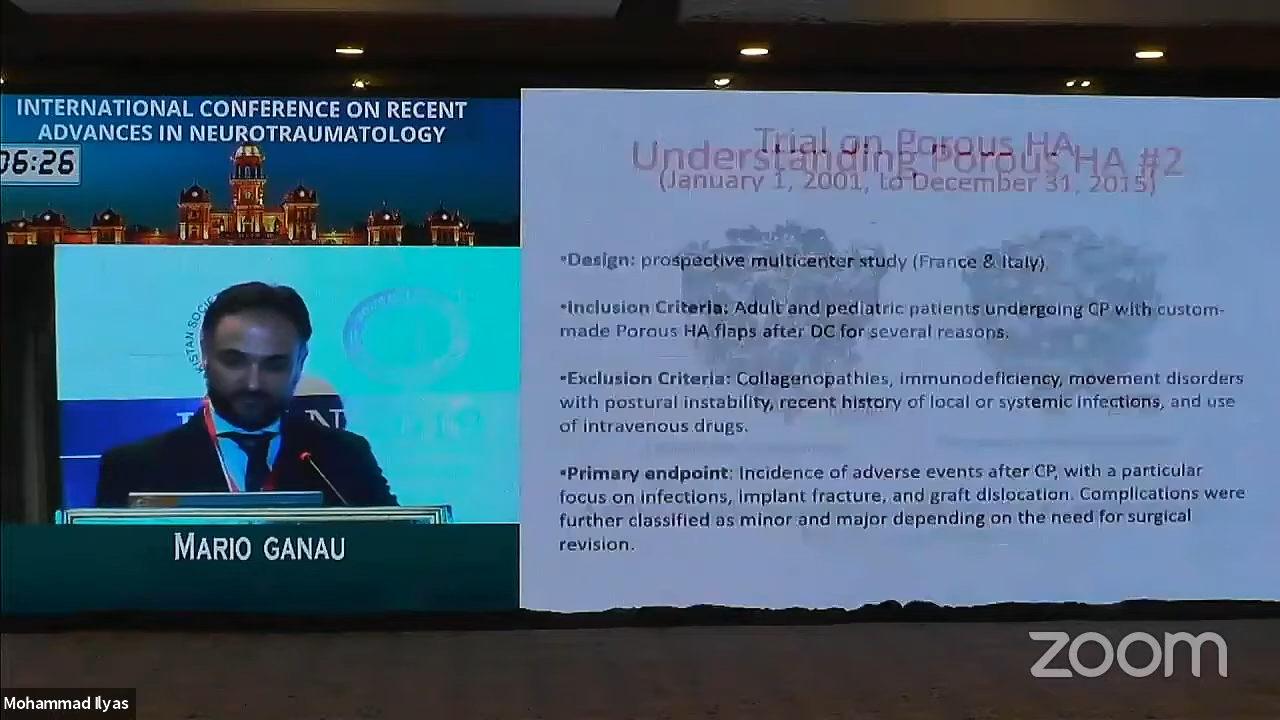 INTERNATIONAL CONFERENCE ON RECENT
ADVANCES IN NEUROTRAUMATOLOGY
06:26
MARIO GANAU
Trial on Porous HA
Understanding Porous HA #2
(January 1, 2001, to December 31, 2015)
•Design: prospective multicenter study (France & Italy).
•Inclusion Criteria: Adult and pediatric patients undergoing CP with custom-
made Porous HA flaps after DC for several reasons.
•Exclusion Criteria: Collagenopathies, immunodeficiency, movement disorders
with postural instability, recent history of local or systemic infections, and use
of intravenous drugs.
•Primary endpoint: Incidence of adverse events after CP, with a particular
focus on infections, implant fracture, and graft dislocation. Complications were
further classified as minor and major depending on the need for surgical
revision.
zoom
Mohammad Ilyas